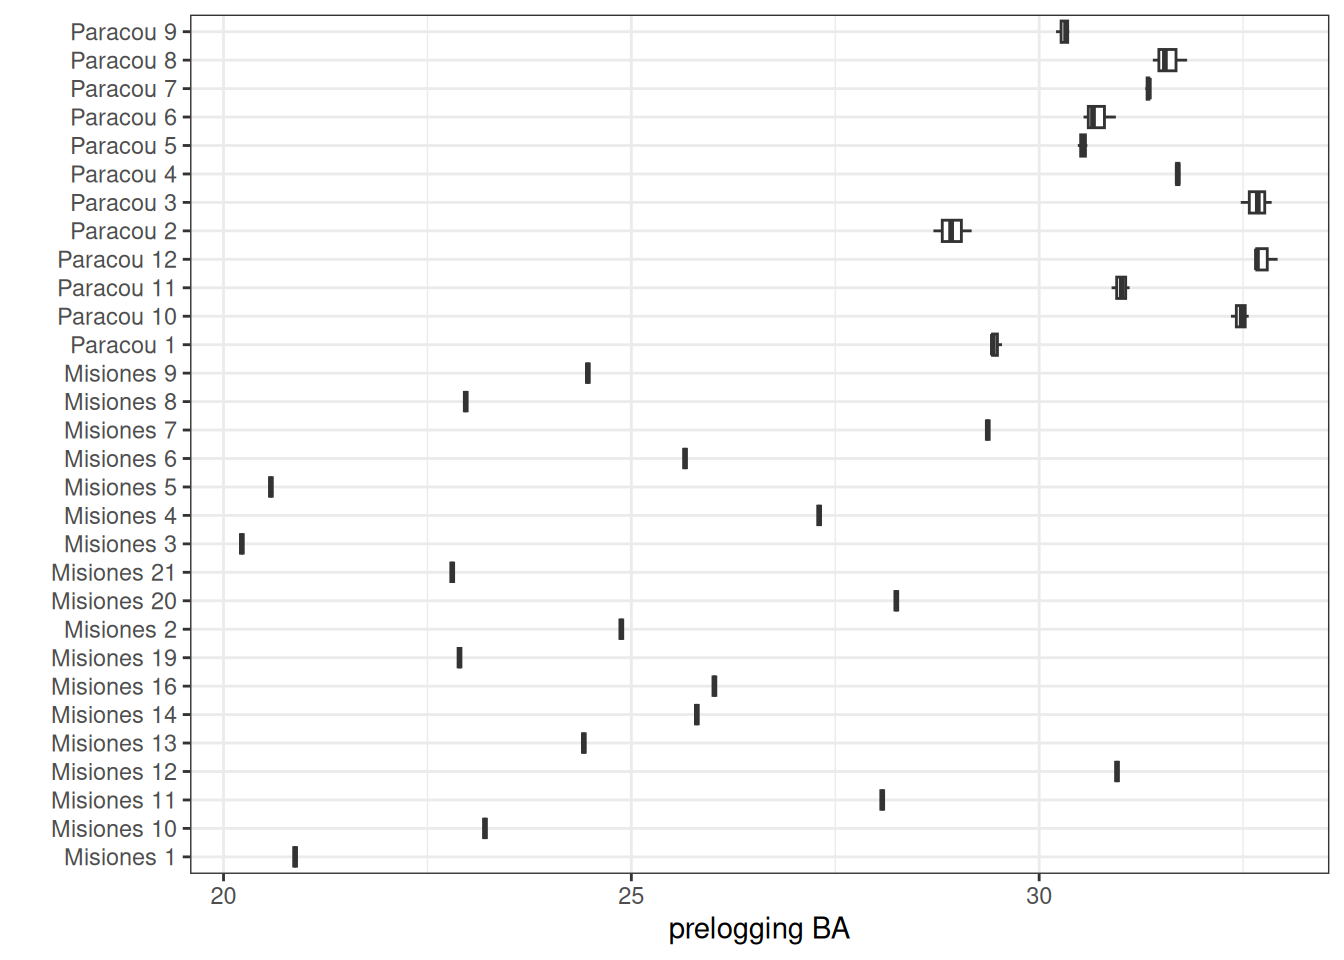 Paracou 9
Paracou 8
Paracou 7
Paracou 6
Paracou 5
Paracou 4
Paracou 3
Paracou 2
Paracou 12
Paracou 11
Paracou 10
Paracou 1
Misiones 9
Misiones 8
Misiones 7
Misiones 6
Misiones 5
Misiones 4
Misiones 3
Misiones 21
Misiones 20
Misiones 2
Misiones 19
Misiones 16
Misiones 14
Misiones 13
Misiones 12
Misiones 11
Misiones 10
Misiones 1
20 25 30
prelogging BA